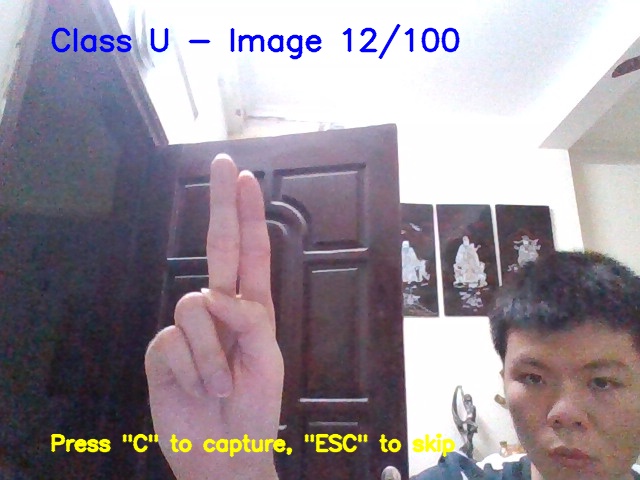 Class U - Image 12/100
Press "C" to capture, "ESC" to skip